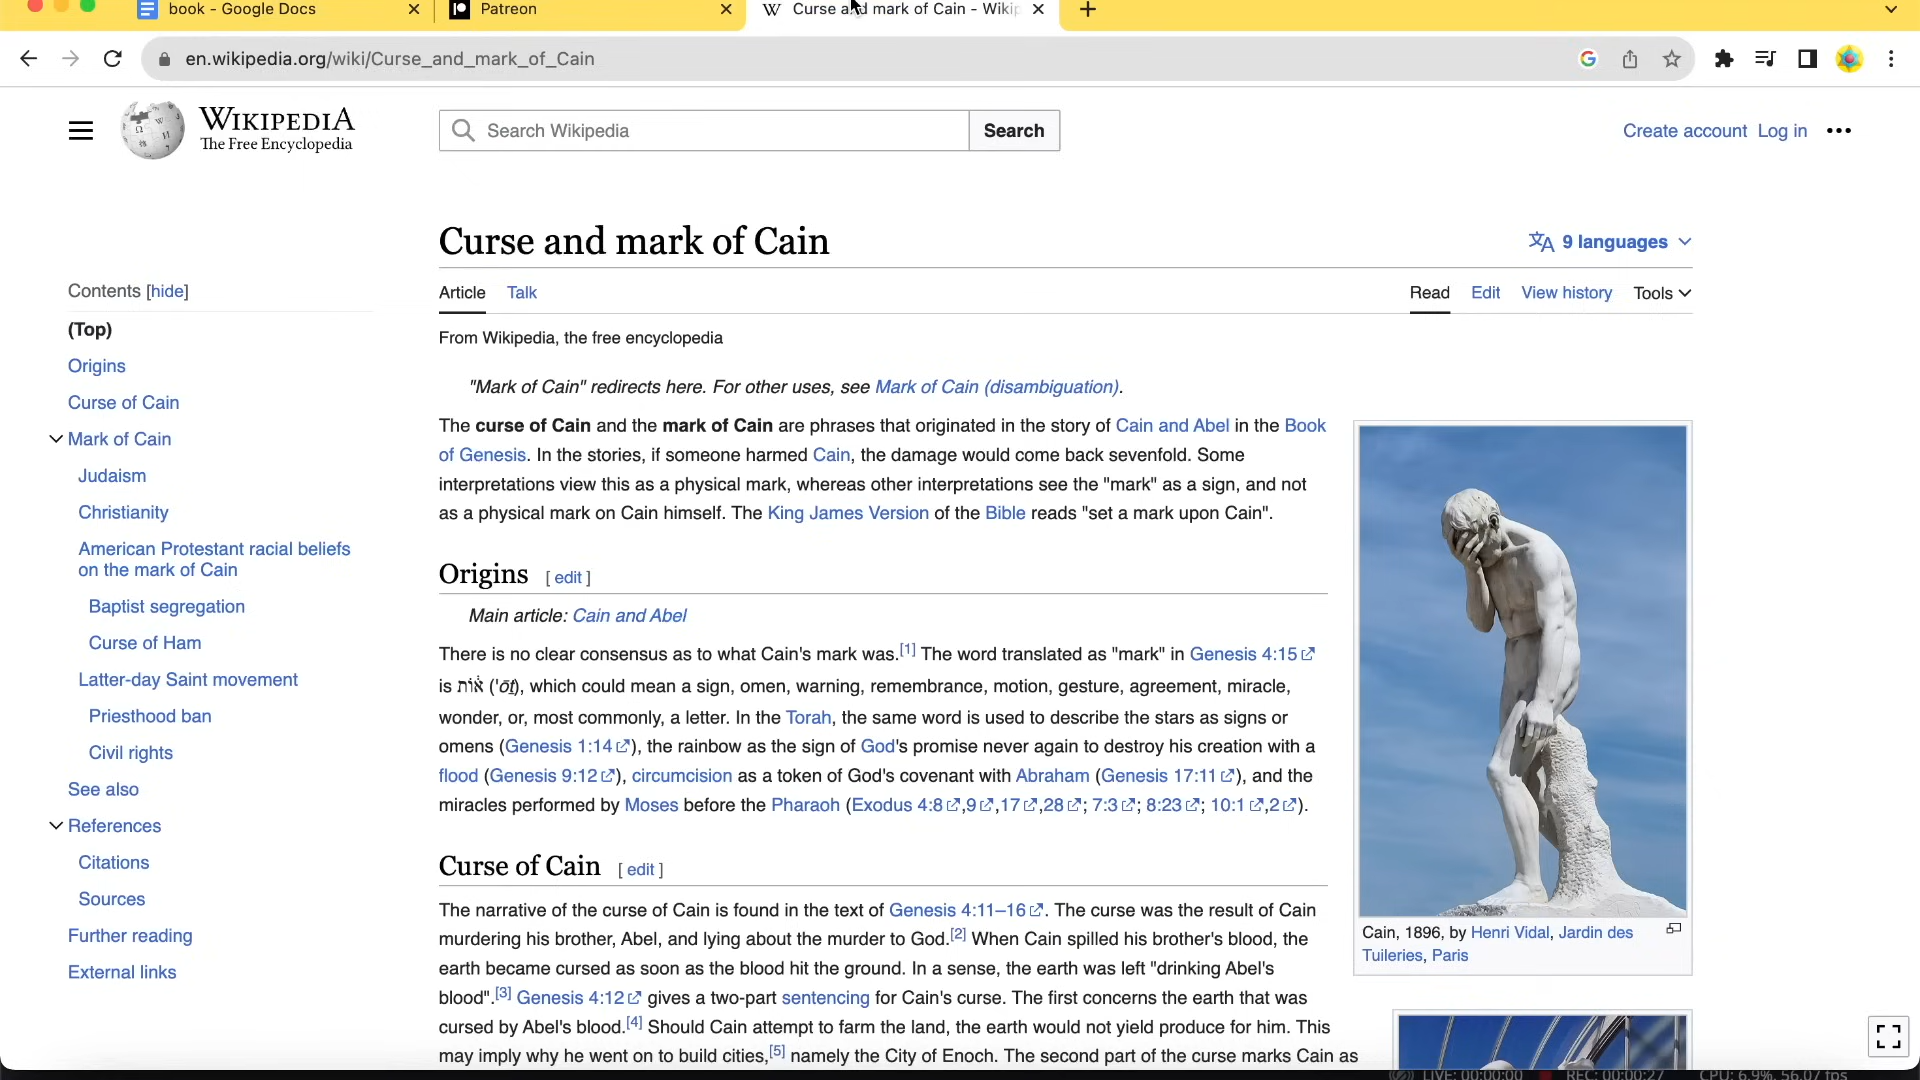 book - Google Docs
Patreon
Curse and mark of Cain - Wikip
en.wikipedia.org/wiki/Curse_and_mark_of_Cain
WIKIPEDIA
The Free Encyclopedia
Search Wikipedia
Search
Create account Log in
Curse and mark of Cain
9 languages
Article Talk
Read Edit View history Tools
From Wikipedia, the free encyclopedia
Contents [hide]
(Top)
Origins
Curse of Cain
Mark of Cain
Judaism
Christianity
American Protestant racial beliefs
on the mark of Cain
Baptist segregation
Curse of Ham
Latter-day Saint movement
Priesthood ban
Civil rights
See also
References
Citations
Sources
Further reading
External links
"Mark of Cain" redirects here. For other uses, see Mark of Cain (disambiguation).
The curse of Cain and the mark of Cain are phrases that originated in the story of Cain and Abel in the Book
of Genesis. In the stories, if someone harmed Cain, the damage would come back sevenfold. Some
interpretations view this as a physical mark, whereas other interpretations see the "mark" as a sign, and not
as a physical mark on Cain himself. The King James Version of the Bible reads "set a mark upon Cain".
Origins [ edit ]
Main article: Cain and Abel
There is no clear consensus as to what Cain's mark was.[1] The word translated as "mark" in Genesis 4:15
is אוֹת ('ōṯ), which could mean a sign, omen, warning, remembrance, motion, gesture, agreement, miracle,
wonder, or, most commonly, a letter. In the Torah, the same word is used to describe the stars as signs or
omens (Genesis 1:14), the rainbow as the sign of God's promise never again to destroy his creation with a
flood (Genesis 9:12), circumcision as a token of God's covenant with Abraham (Genesis 17:11), and the
miracles performed by Moses before the Pharaoh (Exodus 4:8,9,17,28; 7:3; 8:23; 10:1,2).
Curse of Cain [ edit ]
The narrative of the curse of Cain is found in the text of Genesis 4:11–16. The curse was the result of Cain
murdering his brother, Abel, and lying about the murder to God.[2] When Cain spilled his brother's blood, the
earth became cursed as soon as the blood hit the ground. In a sense, the earth was left "drinking Abel's
blood".[3] Genesis 4:12 gives a two-part sentencing for Cain's curse. The first concerns the earth that was
cursed by Abel's blood.[4] Should Cain attempt to farm the land, the earth would not yield produce for him. This
may imply why he went on to build cities,[5] namely the City of Enoch. The second part of the curse marks Cain as
Cain, 1896, by Henri Vidal, Jardin des
Tuileries, Paris
LIVE: 00:00:00 REC: 00:00:27 CPU: 6.9%, 56.07 fps